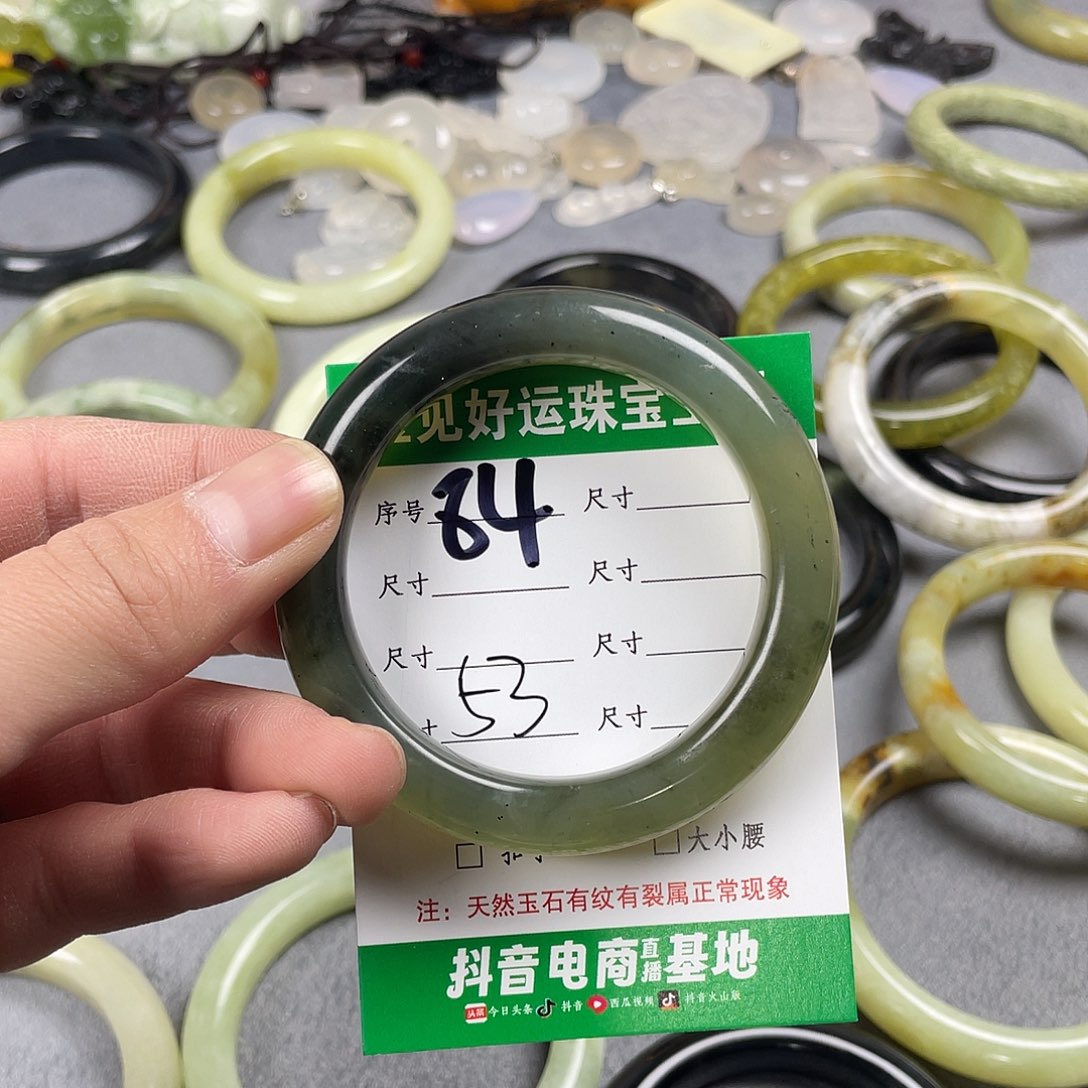 见好运珠宝
序号 84 尺寸
尺寸 尺寸
尺寸 尺寸
53 尺寸
大小腰
注：天然玉石有纹有裂属正常现象
抖音电商直播基地
头条 今日头条 抖音 西瓜视频 抖音火山版